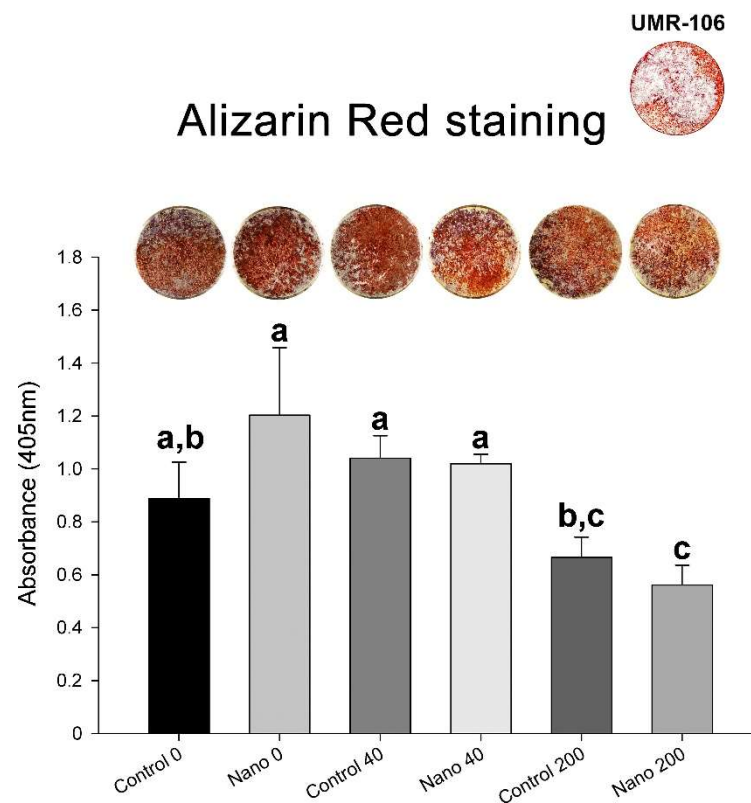 UMR-106
Alizarin Red staining
1.8
1.6
1.4
1.2
1.0
0.8
0.6
0.4
0.2
0
Absorbance (405nm)
a,b
a
a
a
b,c
c
Control 0
Nano 0
Control 40
Nano 40
Control 200
Nano 200